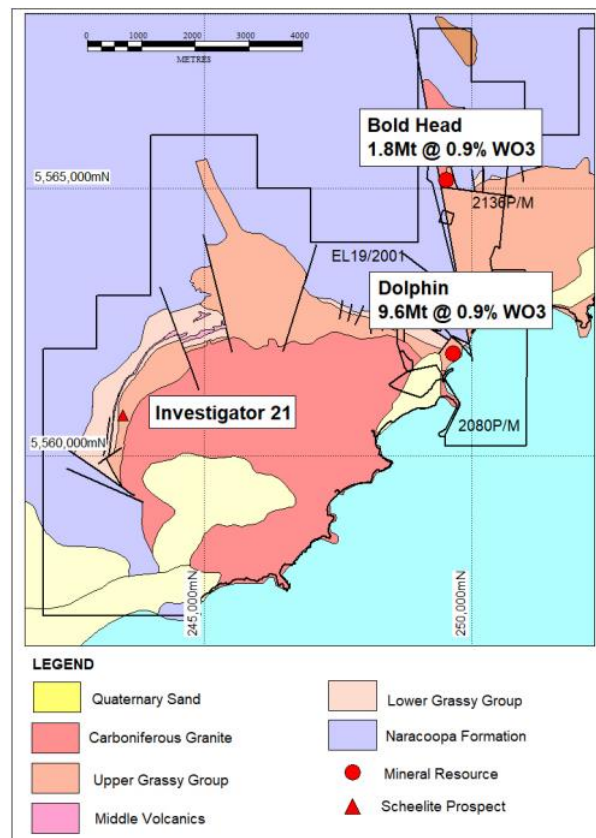 0 1000 2000 3000 4000
METRES
Bold Head
1.8Mt @ 0.9% WO3
5,565,000mN
2136P/M
EL19/2001
Dolphin
9.6Mt @ 0.9% WO3
Investigator 21
5,560,000mN
2080P/M
245,000mN
250,000mN
LEGEND
Quaternary Sand
Lower Grassy Group
Carboniferous Granite
Naracoopa Formation
Upper Grassy Group
Mineral Resource
Middle Volcanics
Scheelite Prospect